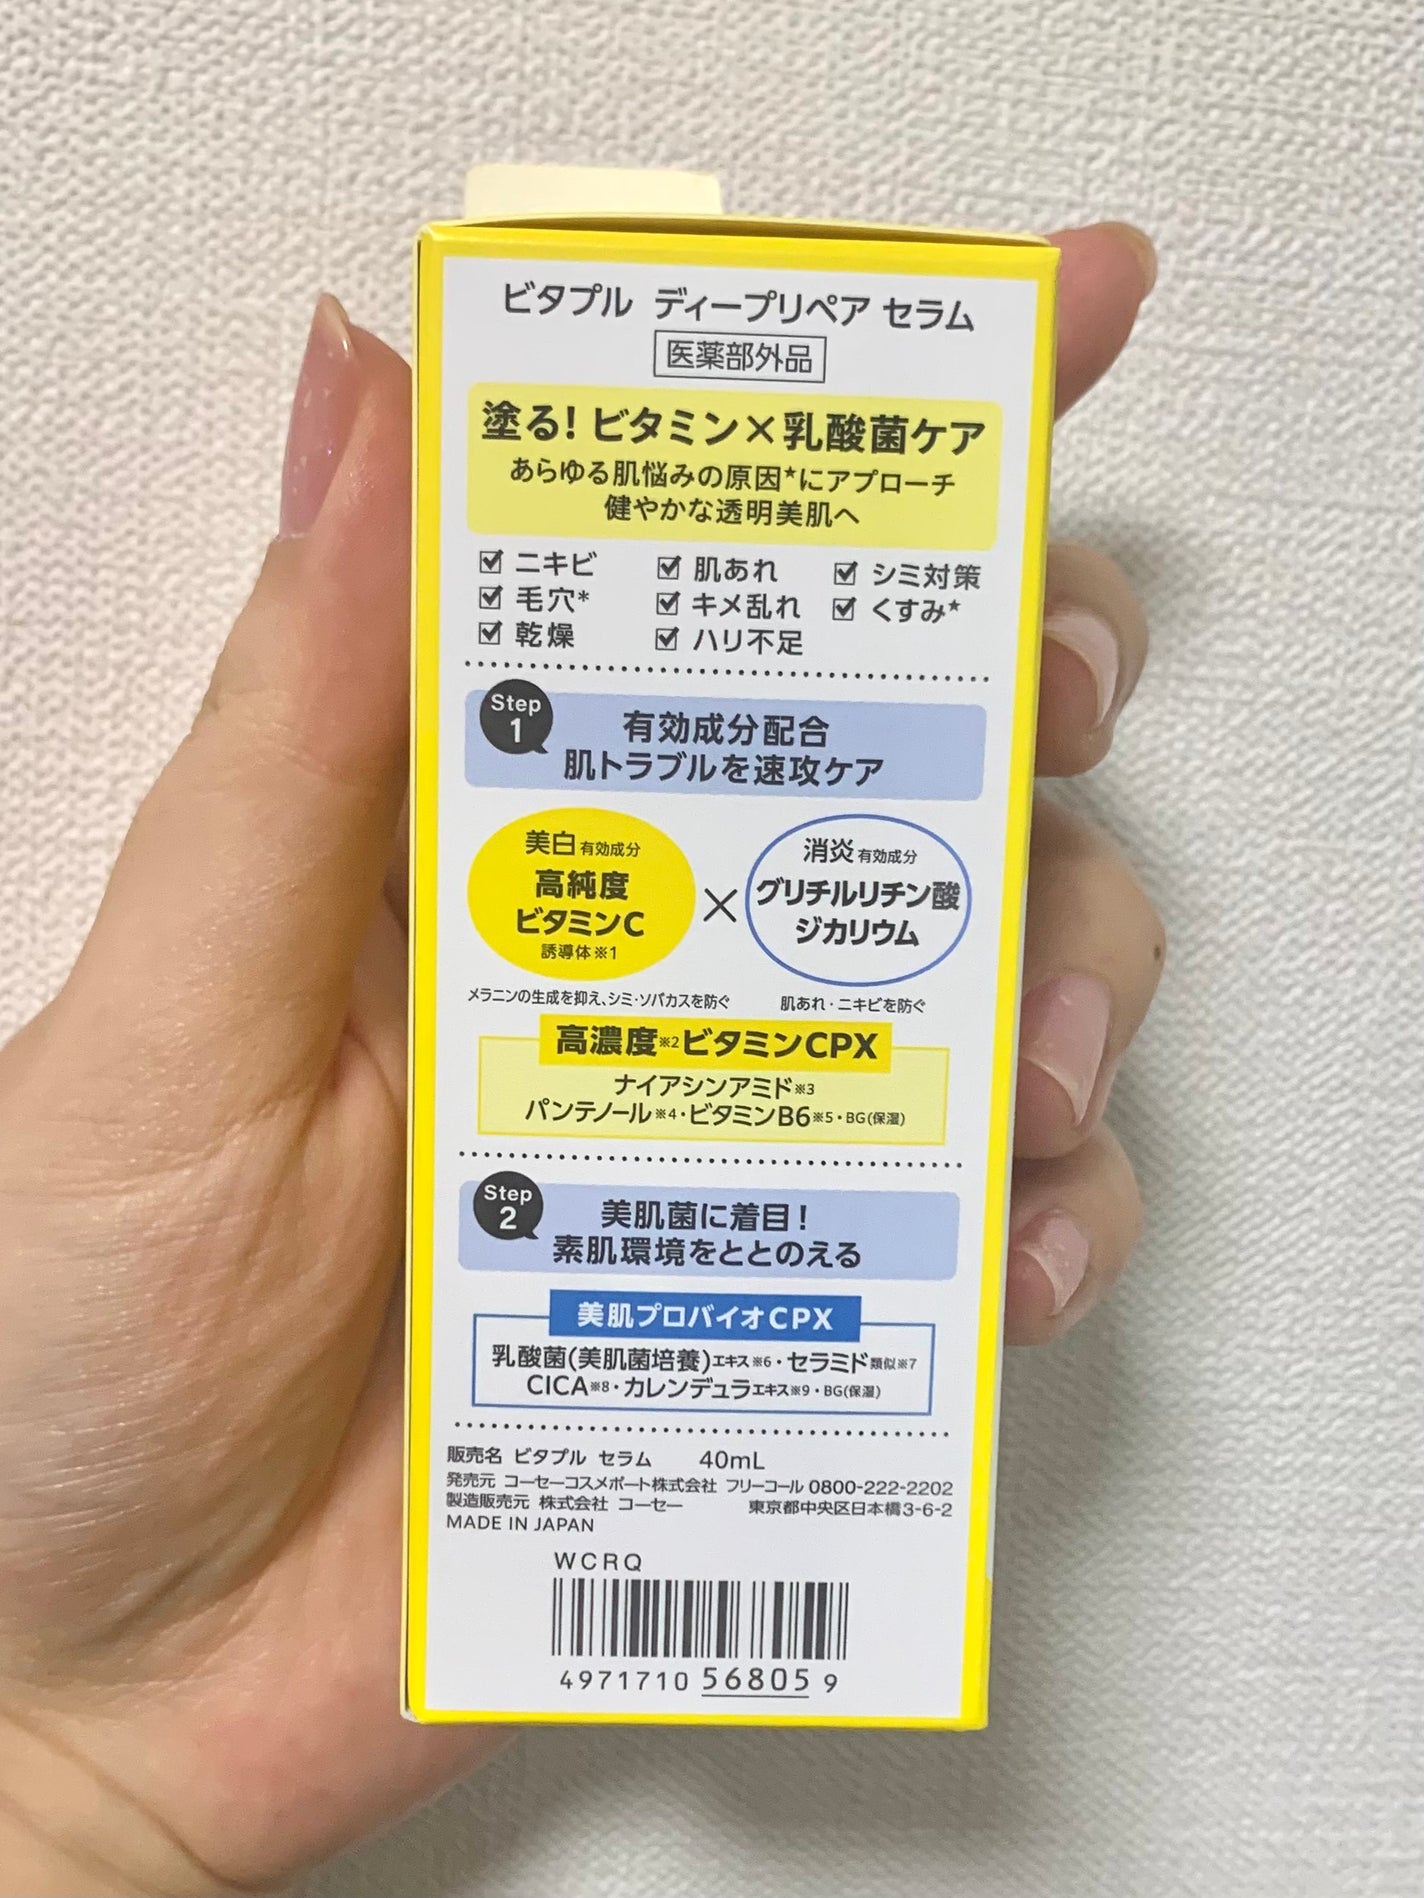 ビタプル ディープリペア セラム
医薬部外品
塗る! ビタミン×乳酸菌ケア
あらゆる肌悩みの原因*にアプローチ
健やかな透明美肌へ
☑ ニキビ ☑ 肌あれ ☑ シミ対策
☑ 毛穴* ☑ キメ乱れ ☑ くすみ*
☑ 乾燥 ☑ ハリ不足
Step 1
有効成分配合
肌トラブルを速攻ケア
美白有効成分
高純度
ビタミンC
誘導体※1
×
消炎有効成分
グリチルリチン酸
ジカリウム
メラニンの生成を抑え、シミ・ソバカスを防ぐ
肌あれ・ニキビを防ぐ
高濃度※2ビタミンCPX
ナイアシンアミド※3
パンテノール※4・ビタミンB6※5・BG(保湿)
Step 2
美肌菌に着目!
素肌環境をととのえる
美肌プロバイオCPX
乳酸菌(美肌菌培養)エキス※6・セラミド類似※7
CICA※8・カレンデュラエキス※9・BG(保湿)
販売名 ビタプル セラム 40mL
発売元 コーセーコスメポート株式会社 フリーコール 0800-222-2202
製造販売元 株式会社 コーセー 東京都中央区日本橋3-6-2
MADE IN JAPAN
WCRQ
4971710 56805 9